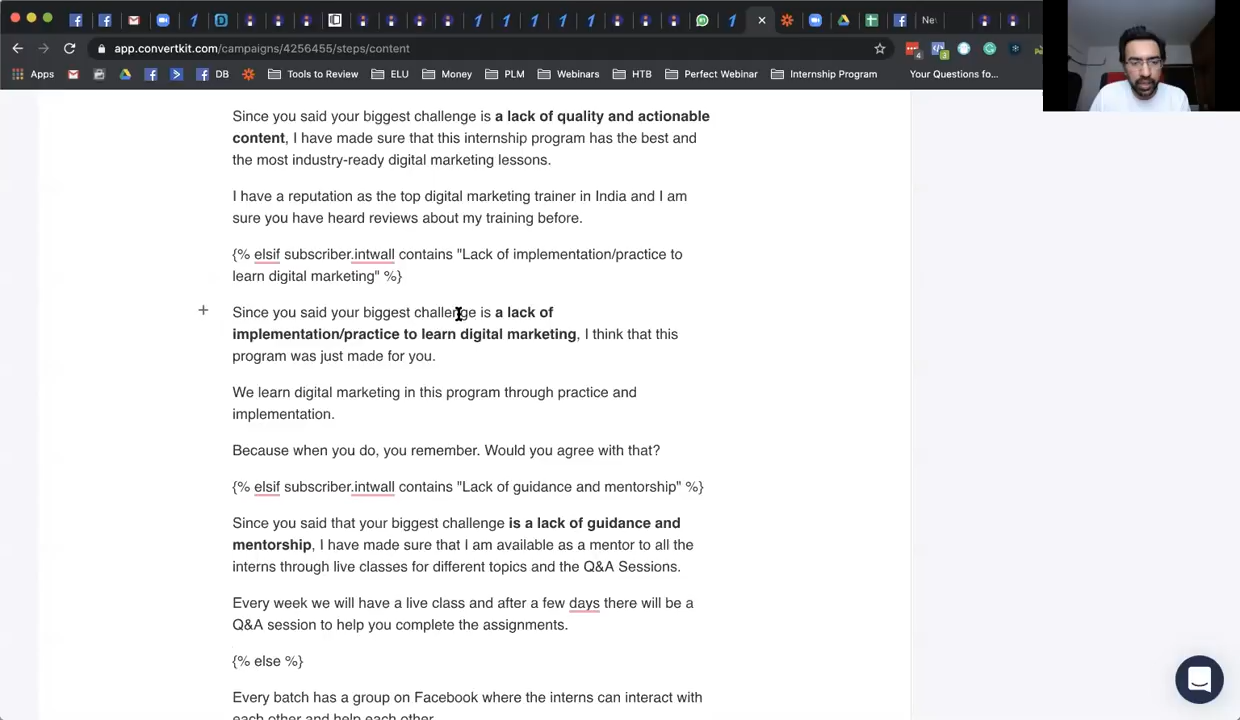 Ne
app.convertkit.com/campaigns/4256455/steps/content
4
3
Apps
DB
Tools to Review
ELU
Money
PLM
Webinars
HTB
Perfect Webinar
Internship Program
Your Questions fo...
Since you said your biggest challenge is a lack of quality and actionable
content, I have made sure that this internship program has the best and
the most industry-ready digital marketing lessons.
I have a reputation as the top digital marketing trainer in India and I am
sure you have heard reviews about my training before.
{% elsif subscriber.intwall contains "Lack of implementation/practice to
learn digital marketing" %}
Since you said your biggest challenge is a lack of
implementation/practice to learn digital marketing, I think that this
program was just made for you.
We learn digital marketing in this program through practice and
implementation.
Because when you do, you remember. Would you agree with that?
{% elsif subscriber.intwall contains "Lack of guidance and mentorship" %}
Since you said that your biggest challenge is a lack of guidance and
mentorship, I have made sure that I am available as a mentor to all the
interns through live classes for different topics and the Q&A Sessions.
Every week we will have a live class and after a few days there will be a
Q&A session to help you complete the assignments.
{% else %}
Every batch has a group on Facebook where the interns can interact with
each other and help each other.